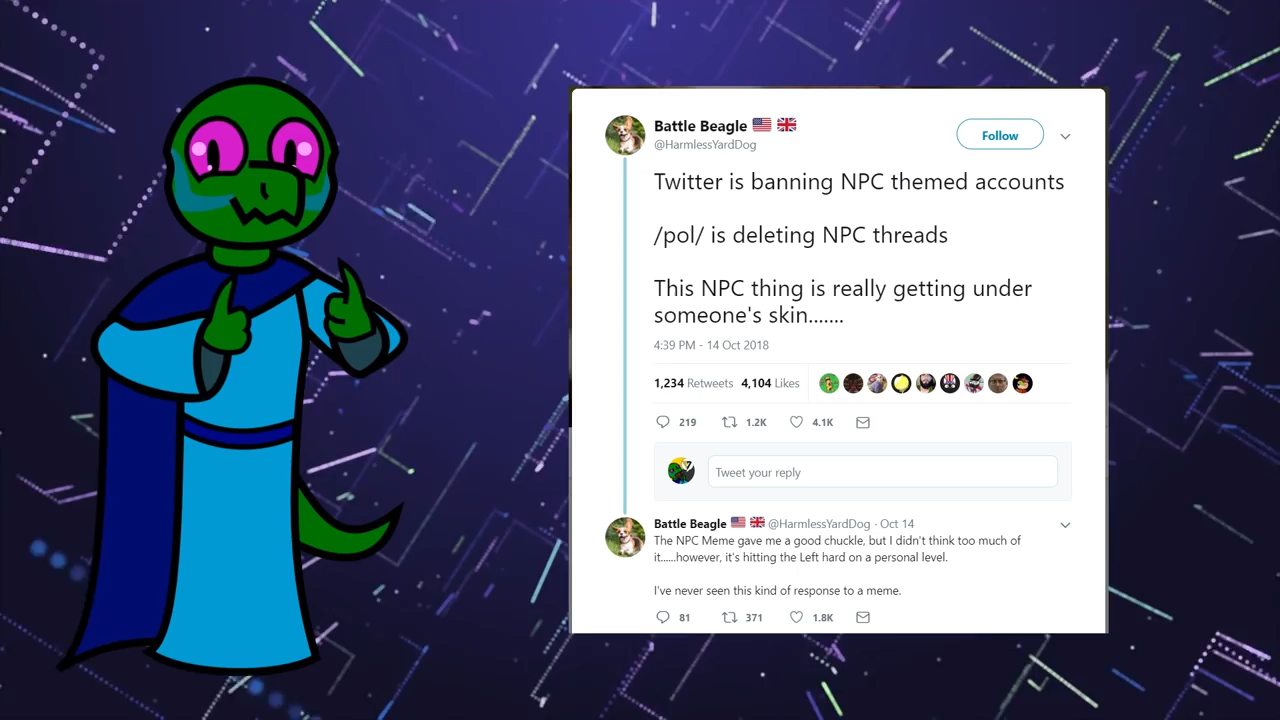 Battle Beagle 🇺🇸 🇬🇧
@HarmlessYardDog
Follow
Twitter is banning NPC themed accounts
/pol/ is deleting NPC threads
This NPC thing is really getting under
someone's skin.......
4:39 PM - 14 Oct 2018
1,234 Retweets 4,104 Likes
219 1.2K 4.1K
Tweet your reply
Battle Beagle 🇺🇸 🇬🇧 @HarmlessYardDog · Oct 14
The NPC Meme gave me a good chuckle, but I didn't think too much of
it......however, it's hitting the Left hard on a personal level.
I've never seen this kind of response to a meme.
81 371 1.8K